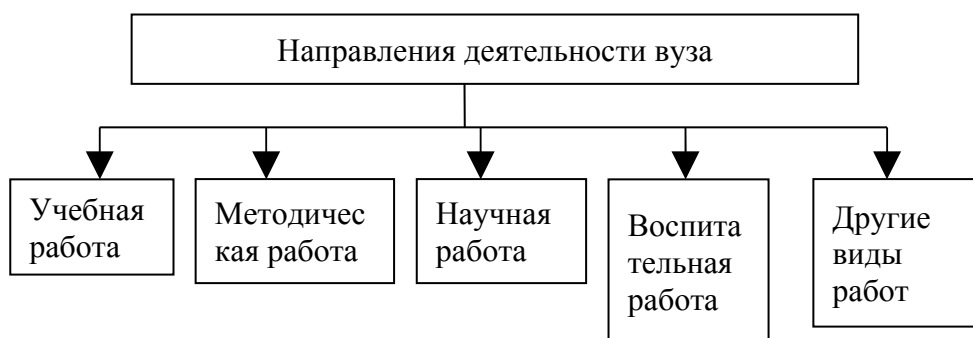 Направления деятельности вуза
Учебная
работа
Методичес
кая работа
Научная
работа
Воспита
тельная
работа
Другие
виды
работ